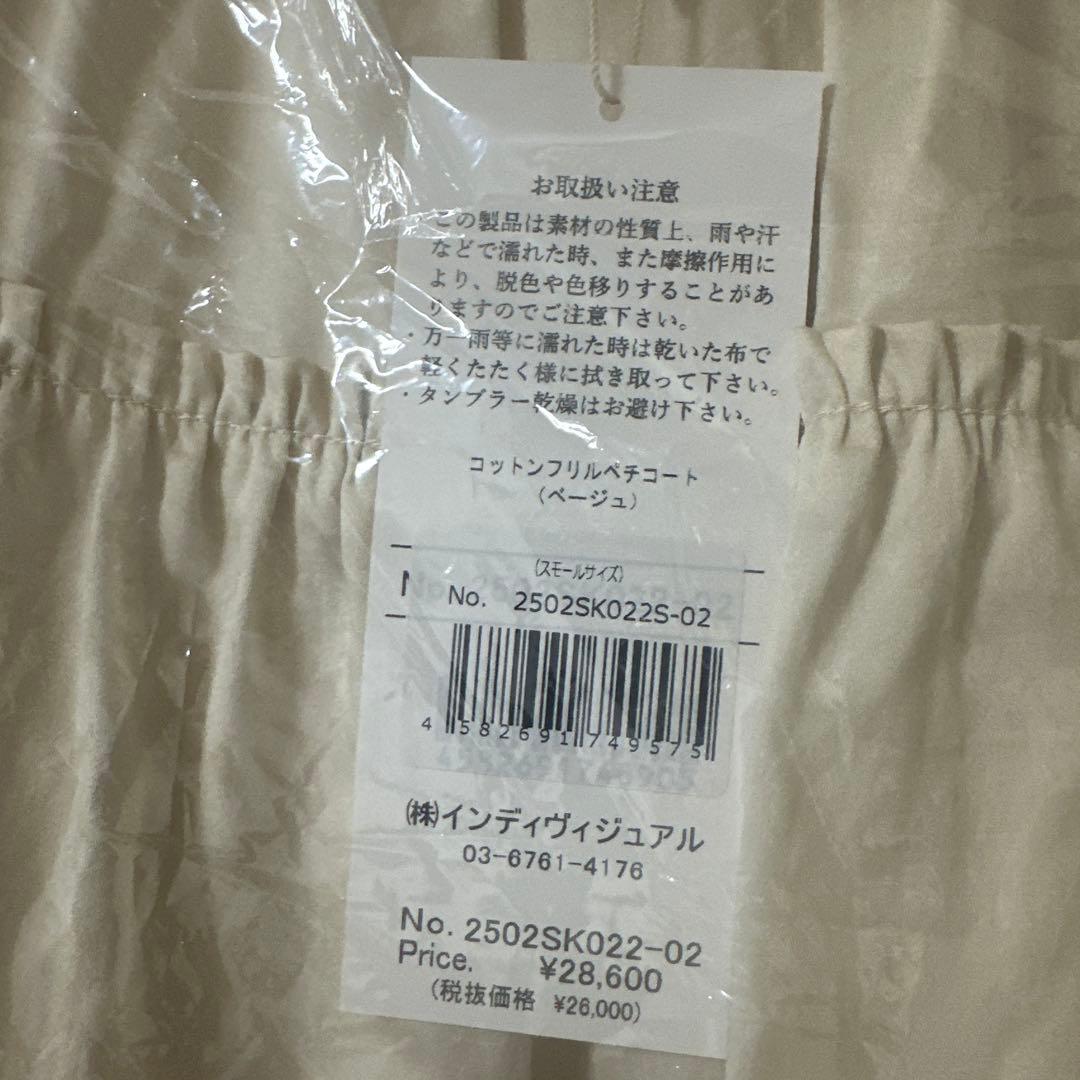 お取扱い注意
この製品は素材の性質上、雨や汗
などで濡れた時、また摩擦作用に
より、脱色や色移りすることがあ
りますのでご注意下さい。
・万一雨等に濡れた時は乾いた布で
軽くたたく様に拭き取って下さい。
・タンブラー乾燥はお避け下さい。
コットンフリルペチコート
（ベージュ）
(スモールサイズ)
No. 2502SK022S-02
4 582691 749575
㈱インディヴィジュアル
03-6761-4176
No. 2502SK022-02
Price. ¥28,600
(税抜価格 ¥26,000)